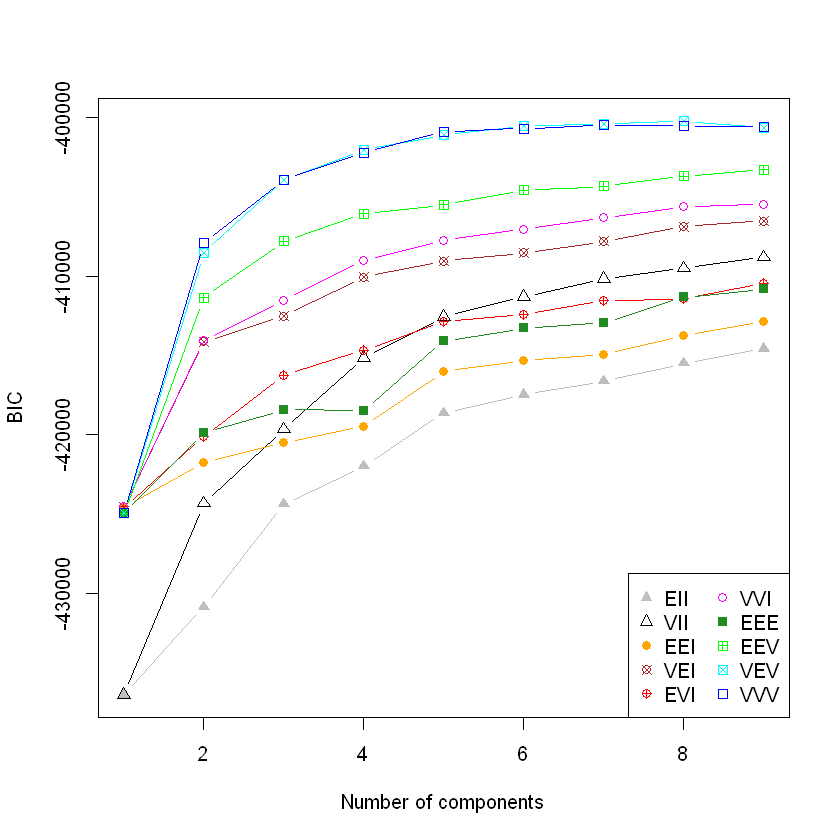 BIC
-400000
-410000
-420000
-430000
EII VVI
VII EEE
EEI EEV
VEI VEV
EVI VVV
2 4 6 8
Number of components